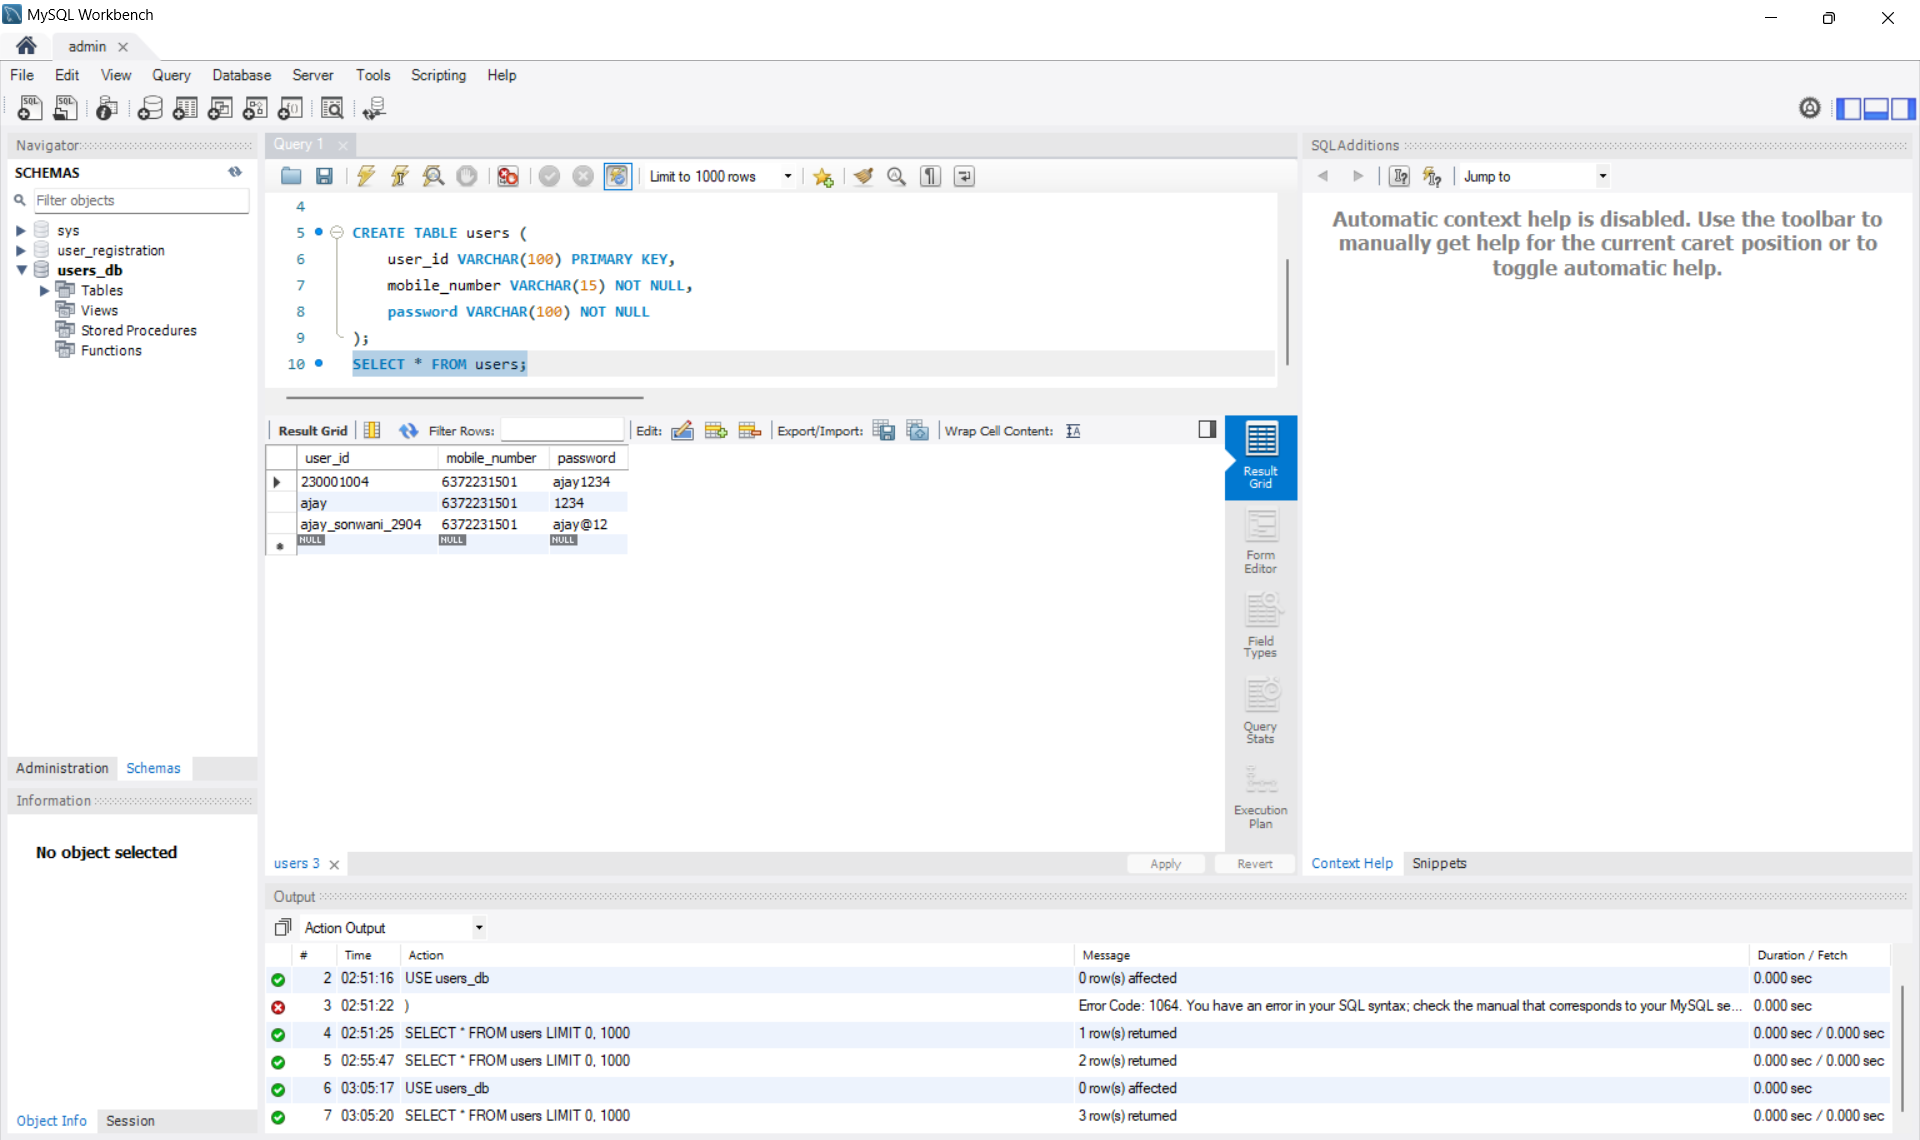 MySQL Workbench
admin
File Edit View Query Database Server Tools Scripting Help
Navigator
SCHEMAS
Filter objects
sys
user_registration
users_db
Tables
Views
Stored Procedures
Functions
Administration Schemas
Information
No object selected
Object Info Session
Query 1
Limit to 1000 rows
4
5 CREATE TABLE users (
6 user_id VARCHAR(100) PRIMARY KEY,
7 mobile_number VARCHAR(15) NOT NULL,
8 password VARCHAR(100) NOT NULL
9 );
10 SELECT * FROM users;
Result Grid Filter Rows: Edit: Export/Import: Wrap Cell Content:
user_id mobile_number password
230001004 6372231501 ajay1234
ajay 6372231501 1234
ajay_sonwani_2904 6372231501 ajay@12
NULL NULL NULL
Result
Grid
Form
Editor
Field
Types
Query
Stats
Execution
Plan
users 3 Apply Revert
SQLAdditions
Jump to
Automatic context help is disabled. Use the toolbar to
manually get help for the current caret position or to
toggle automatic help.
Context Help Snippets
Output
Action Output
# Time Action Message Duration / Fetch
2 02:51:16 USE users_db 0 row(s) affected 0.000 sec
3 02:51:22 ) Error Code: 1064. You have an error in your SQL syntax; check the manual that corresponds to your MySQL se... 0.000 sec
4 02:51:25 SELECT * FROM users LIMIT 0, 1000 1 row(s) returned 0.000 sec / 0.000 sec
5 02:55:47 SELECT * FROM users LIMIT 0, 1000 2 row(s) returned 0.000 sec / 0.000 sec
6 03:05:17 USE users_db 0 row(s) affected 0.000 sec
7 03:05:20 SELECT * FROM users LIMIT 0, 1000 3 row(s) returned 0.000 sec / 0.000 sec